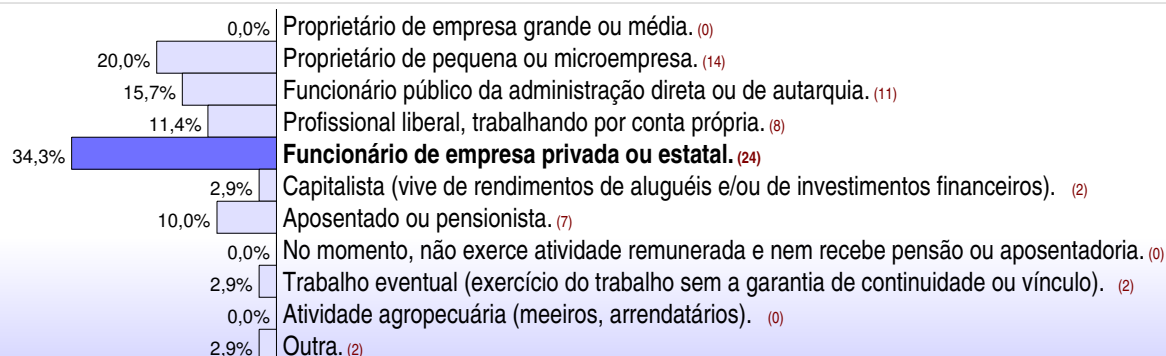 0,0% Proprietário de empresa grande ou média. (0)
20,0% Proprietário de pequena ou microempresa. (14)
15,7% Funcionário público da administração direta ou de autarquia. (11)
11,4% Profissional liberal, trabalhando por conta própria. (8)
34,3% Funcionário de empresa privada ou estatal. (24)
2,9% Capitalista (vive de rendimentos de aluguéis e/ou de investimentos financeiros). (2)
10,0% Aposentado ou pensionista. (7)
0,0% No momento, não exerce atividade remunerada e nem recebe pensão ou aposentadoria. (0)
2,9% Trabalho eventual (exercício do trabalho sem a garantia de continuidade ou vínculo). (2)
0,0% Atividade agropecuária (meeiros, arrendatários). (0)
2,9% Outra. (2)